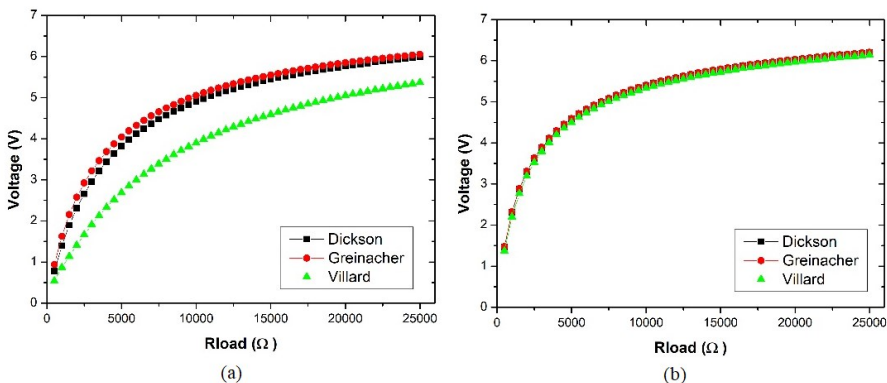 7
6
5
4
3
2
1
0
Voltage (V)
Dickson
Greinacher
Villard
0 5000 10000 15000 20000 25000
Rload (Ω )
(a)
7
6
5
4
3
2
1
0
Voltage (V)
Dickson
Greinacher
Villard
0 5000 10000 15000 20000 25000
Rload (Ω )
(b)